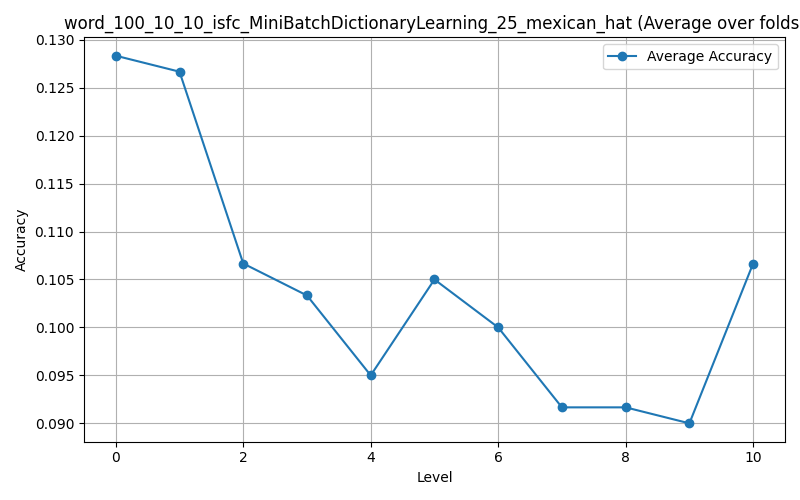 word_100_10_10_isfc_MiniBatchDictionaryLearning_25_mexican_hat (Average over folds
Average Accuracy
0.130
0.125
0.120
0.115
0.110
0.105
0.100
0.095
0.090
Accuracy
0 2 4 6 8 10
Level